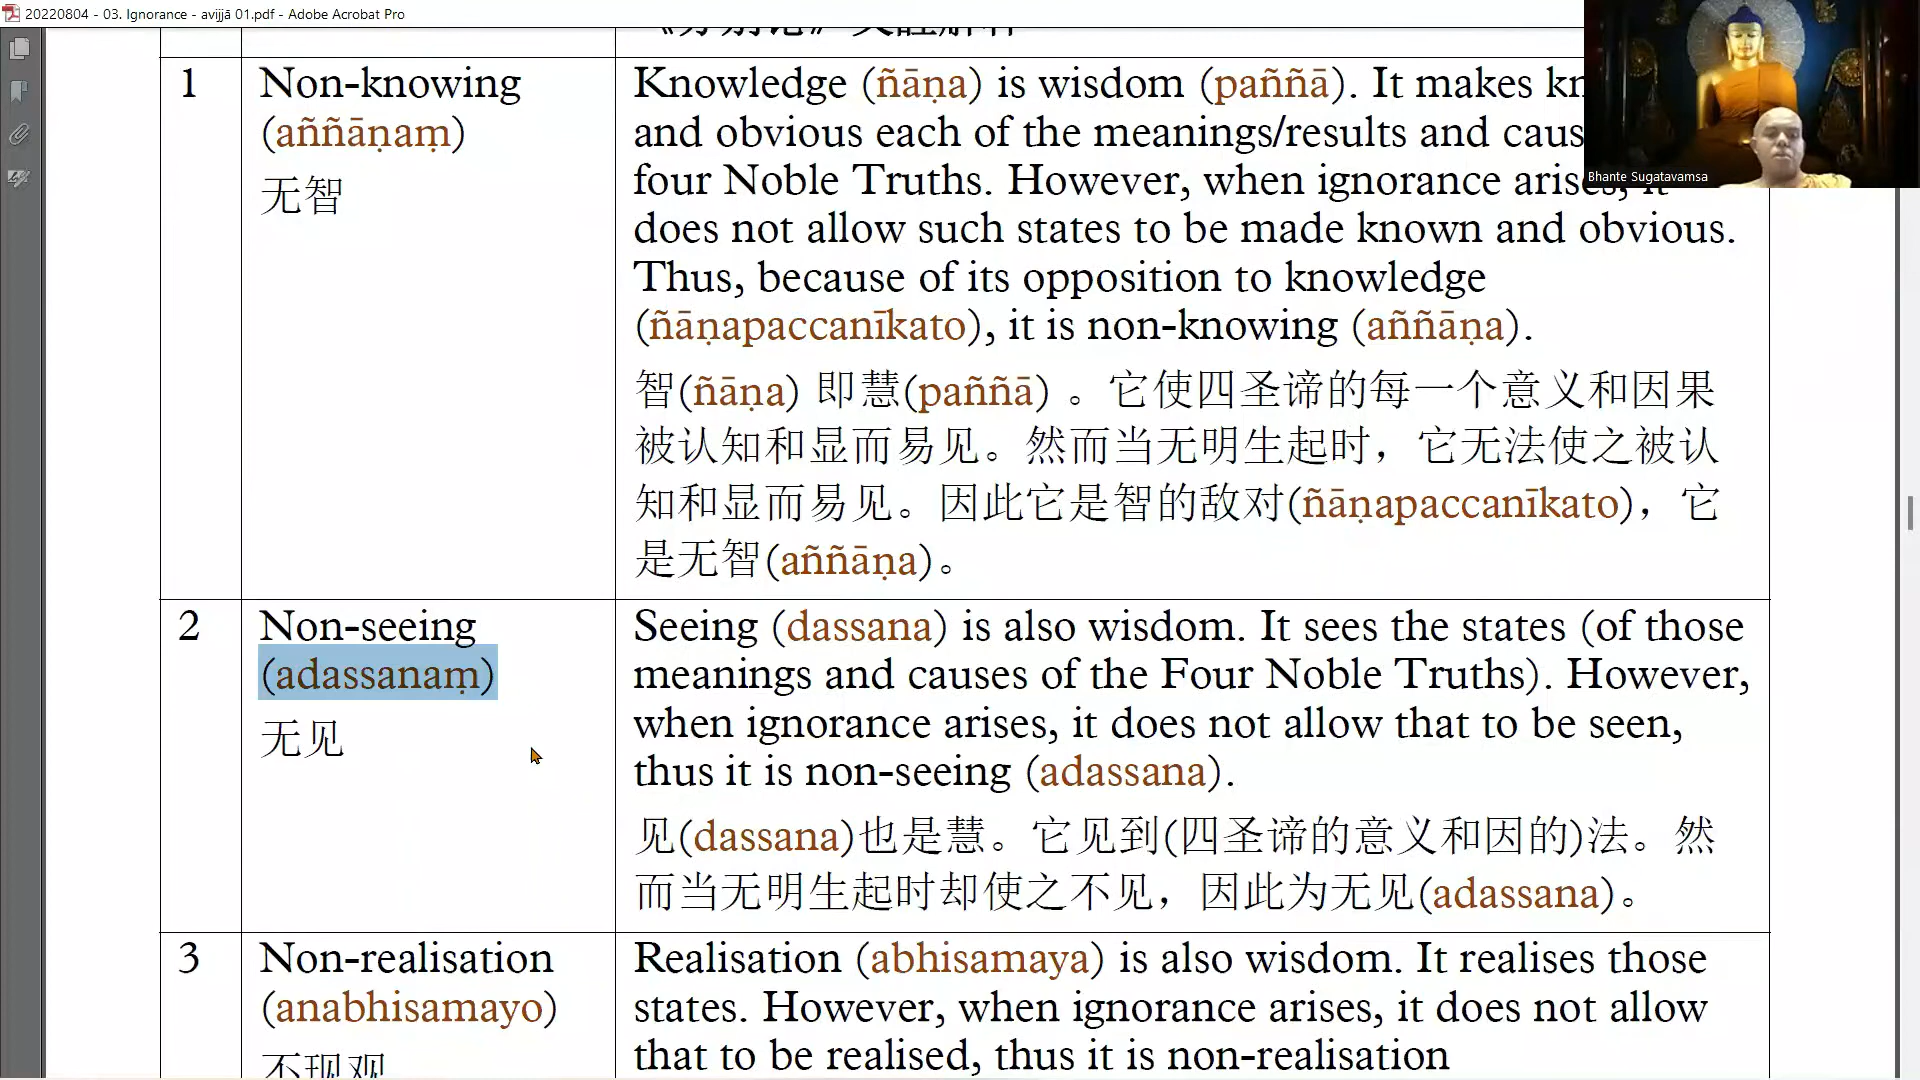 20220804 - 03. Ignorance - avijjā 01.pdf - Adobe Acrobat Pro
Bhante Sugatavamsa
1
Non-knowing
(aññāṇaṃ)
无智
Knowledge (ñāṇa) is wisdom (paññā). It makes
and obvious each of the meanings/results and
four Noble Truths. However, when ignorance arises, it
does not allow such states to be made known and obvious.
Thus, because of its opposition to knowledge
(ñāṇapaccanīkato), it is non-knowing (aññāṇa).
智(ñāṇa) 即慧(paññā) 。它使四圣谛的每一个意义和因果
被认知和显而易见。然而当无明生起时，它无法使之被认
知和显而易见。因此它是智的敌对(ñāṇapaccanīkato)，它
是无智(aññāṇa)。
2
Non-seeing
(adassanaṃ)
无见
Seeing (dassana) is also wisdom. It sees the states (of those
meanings and causes of the Four Noble Truths). However,
when ignorance arises, it does not allow that to be seen,
thus it is non-seeing (adassana).
见(dassana)也是慧。它见到(四圣谛的意义和因的)法。然
而当无明生起时却使之不见，因此为无见(adassana)。
3
Non-realisation
(anabhisamayo)
不现观
Realisation (abhisamaya) is also wisdom. It realises those
states. However, when ignorance arises, it does not allow
that to be realised, thus it is non-realisation